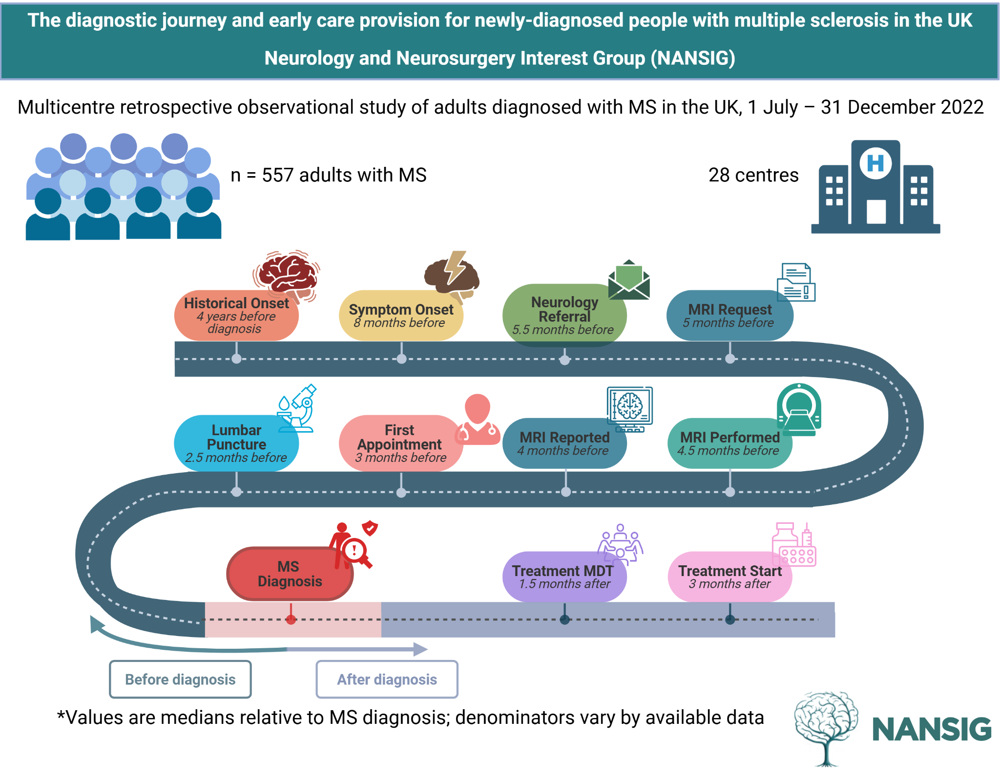 The diagnostic journey and early care provision for newly-diagnosed people with multiple sclerosis in the UK
Neurology and Neurosurgery Interest Group (NANSIG)
Multicentre retrospective observational study of adults diagnosed with MS in the UK, 1 July – 31 December 2022
n = 557 adults with MS
28 centres
H
Historical Onset
4 years before
diagnosis
Symptom Onset
8 months before
Neurology
Referral
5.5 months before
MRI Request
5 months before
Lumbar
Puncture
2.5 months before
First
Appointment
3 months before
MRI Reported
4 months before
MRI Performed
4.5 months before
MS
Diagnosis
!
Treatment MDT
1.5 months after
Treatment Start
3 months after
Before diagnosis
After diagnosis
*Values are medians relative to MS diagnosis; denominators vary by available data
NANSIG